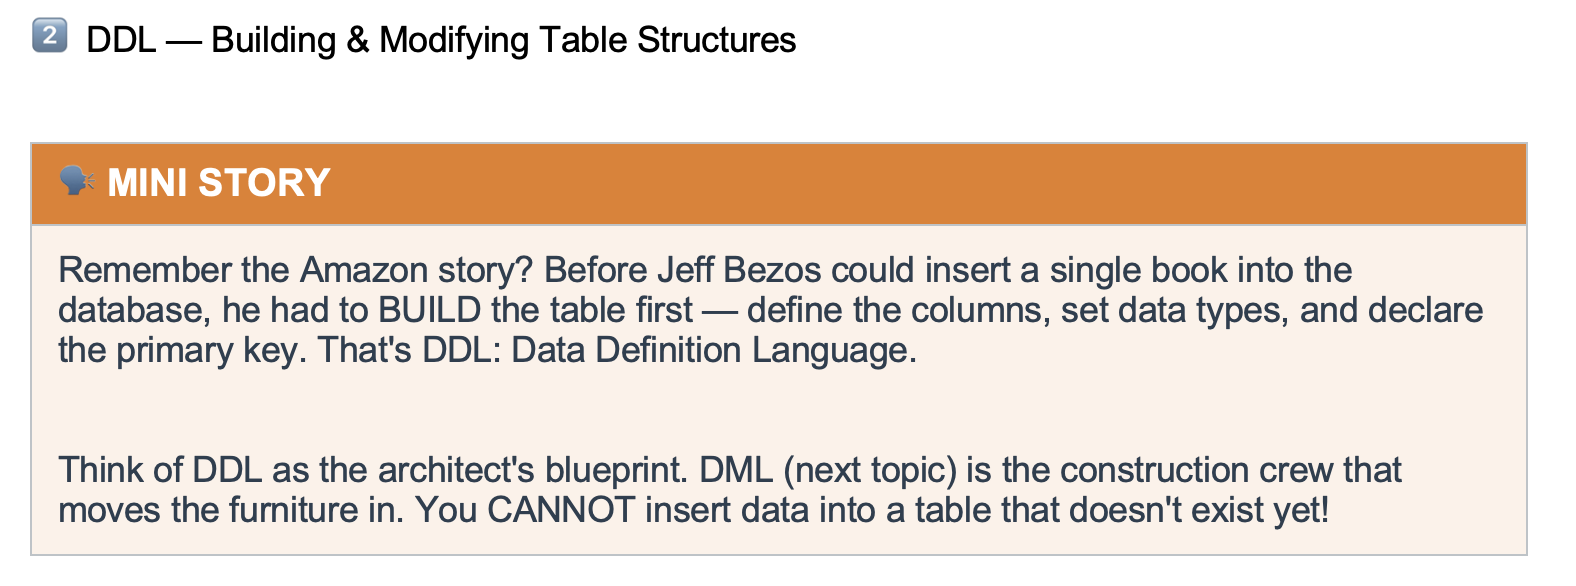 2️⃣ DDL — Building & Modifying Table Structures
🗣️ MINI STORY
Remember the Amazon story? Before Jeff Bezos could insert a single book into the
database, he had to BUILD the table first — define the columns, set data types, and declare
the primary key. That's DDL: Data Definition Language.
Think of DDL as the architect's blueprint. DML (next topic) is the construction crew that
moves the furniture in. You CANNOT insert data into a table that doesn't exist yet!